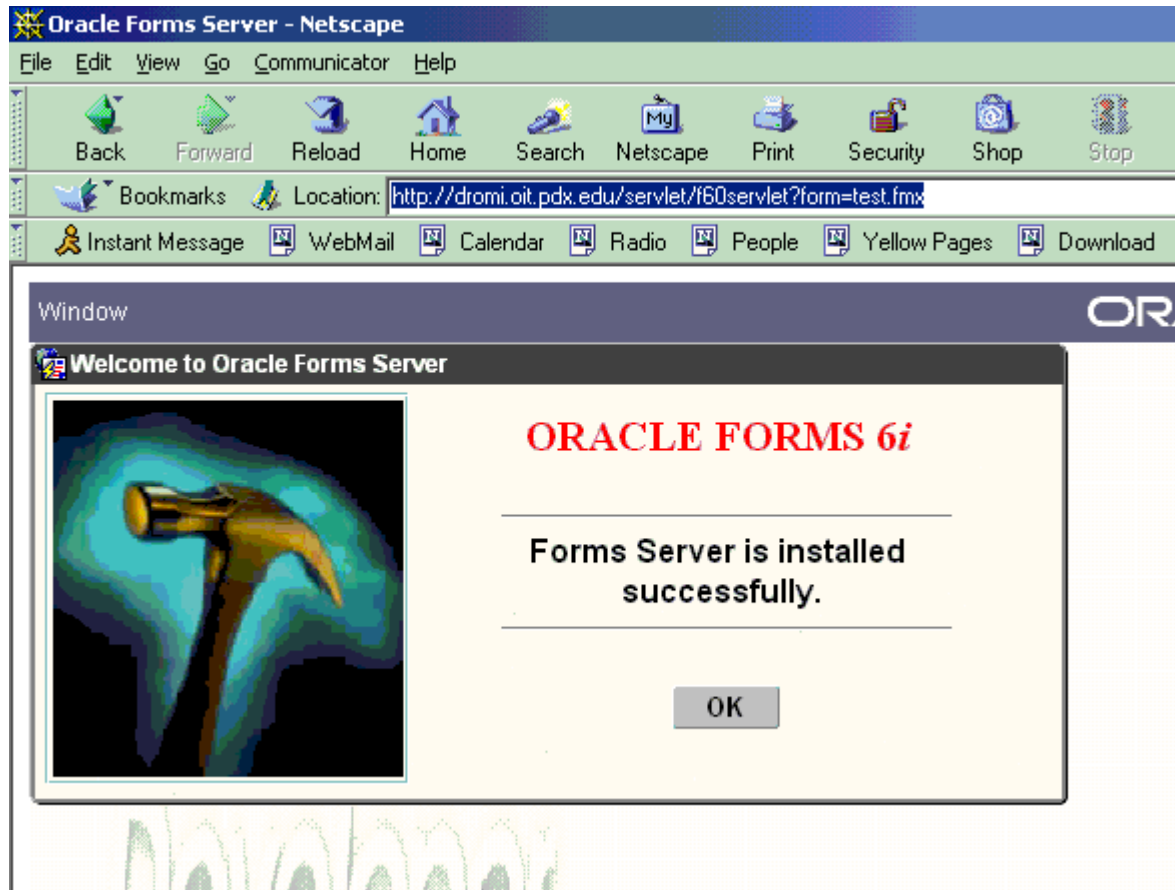 Oracle Forms Server - Netscape
File Edit View Go Communicator Help
Back Forward Reload Home Search My Netscape Print Security Shop Stop
Bookmarks Location: http://dromi.oit.pdx.edu/servlet/f60servlet?form=test.fmx
Instant Message WebMail Calendar Radio People Yellow Pages Download
Window ORA
Welcome to Oracle Forms Server
ORACLE FORMS 6i
Forms Server is installed
successfully.
OK